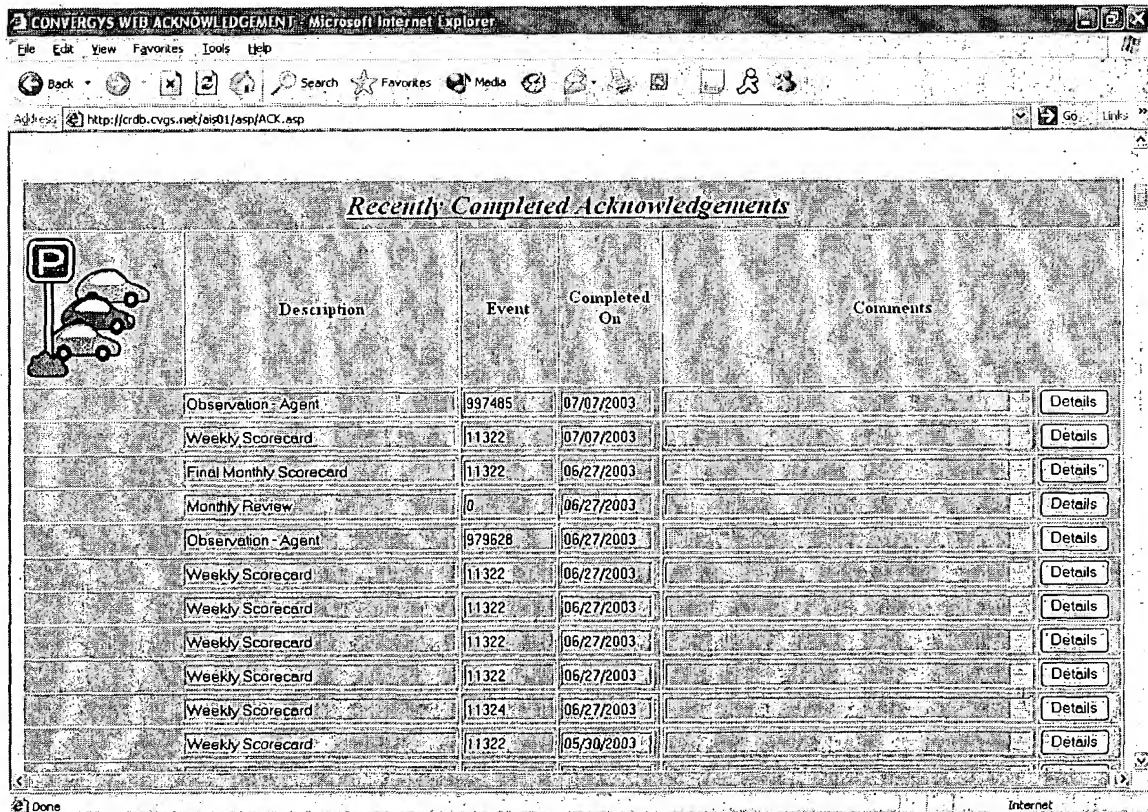 CONVERGYS WEB ACKNOWLEDGEMENT - Microsoft Internet Explorer
File Edit View Favorites Tools Help
Back Search Favorites Media
Address http://crdb.cvgs.net/ais01/asp/ACK.asp Go Links »
Recently Completed Acknowledgements
P
Description Event Completed On Comments
Observation - Agent 997485 07/07/2003 Details
Weekly Scorecard 11322 07/07/2003 Details
Final Monthly Scorecard 11322 06/27/2003 Details
Monthly Review 0 06/27/2003 Details
Observation - Agent 979628 06/27/2003 Details
Weekly Scorecard 11322 06/27/2003 Details
Weekly Scorecard 11322 06/27/2003 Details
Weekly Scorecard 11322 06/27/2003 Details
Weekly Scorecard 11322 06/27/2003 Details
Weekly Scorecard 11324 06/27/2003 Details
Weekly Scorecard 11322 05/30/2003 Details
Done Internet